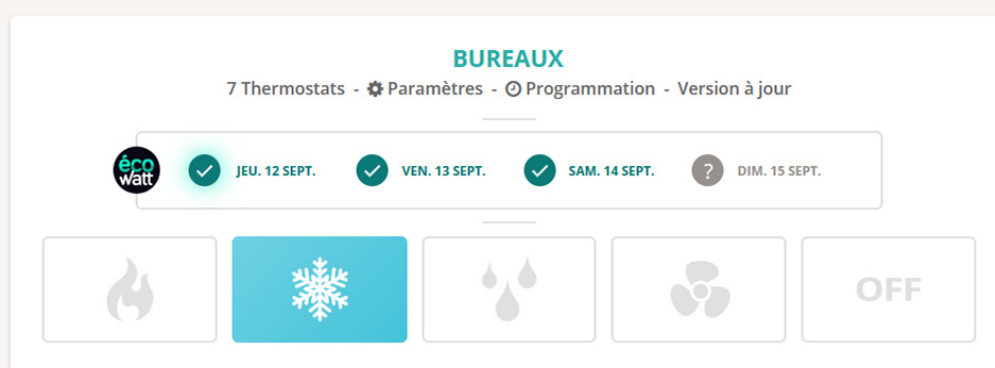 BUREAUX
7 Thermostats - Paramètres - Programmation - Version à jour
éco
watt
JEU. 12 SEPT. VEN. 13 SEPT. SAM. 14 SEPT. ? DIM. 15 SEPT.
OFF